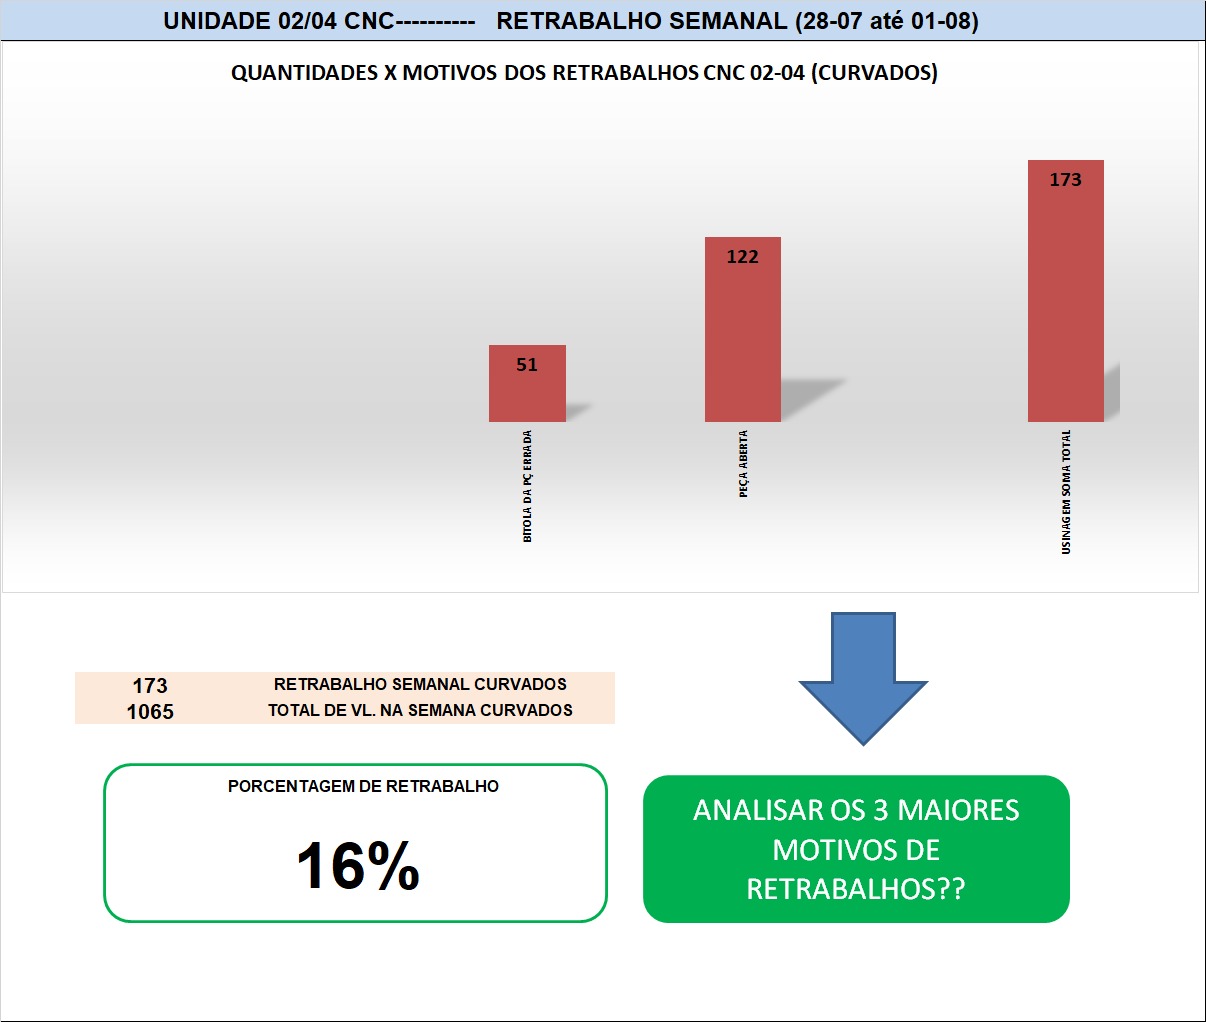 UNIDADE 02/04 CNC---------- RETRABALHO SEMANAL (28-07 até 01-08)
QUANTIDADES X MOTIVOS DOS RETRABALHOS CNC 02-04 (CURVADOS)
173
122
51
BITOLA DA PÇ ERRADA
PEÇA ABERTA
USINAGEM SOMA TOTAL
173 RETRABALHO SEMANAL CURVADOS
1065 TOTAL DE VL. NA SEMANA CURVADOS
PORCENTAGEM DE RETRABALHO
16%
ANALISAR OS 3 MAIORES
MOTIVOS DE
RETRABALHOS??